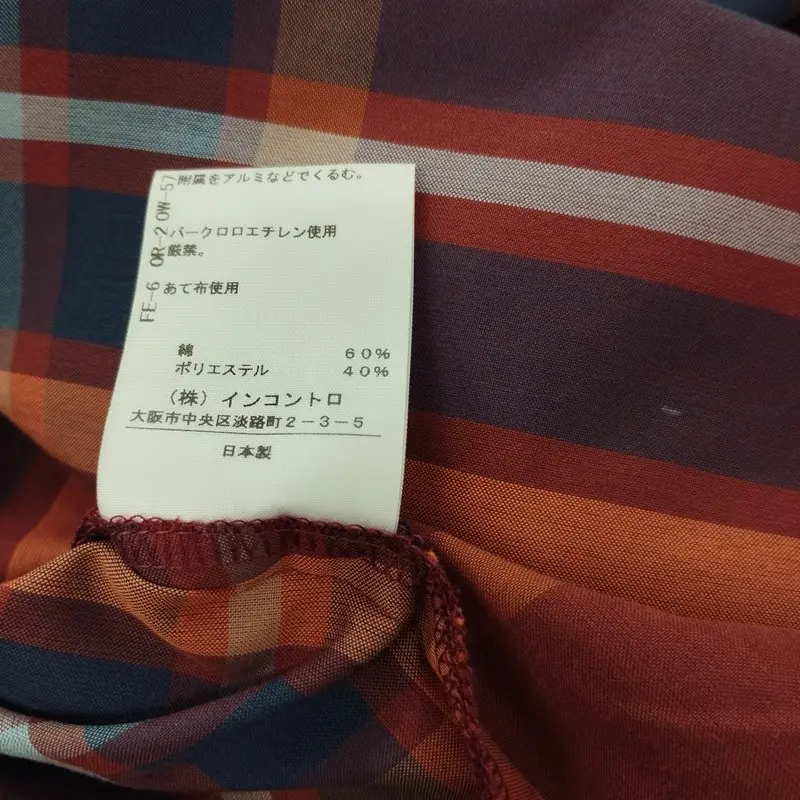 附属をアルミなどでくるむ。
パークロロエチレン使用
厳禁。
あて布使用
綿 60%
ポリエステル 40%
(株)インコントロ
大阪市中央区淡路町2-3-5
日本製
FE-6 OR-2 OW-57